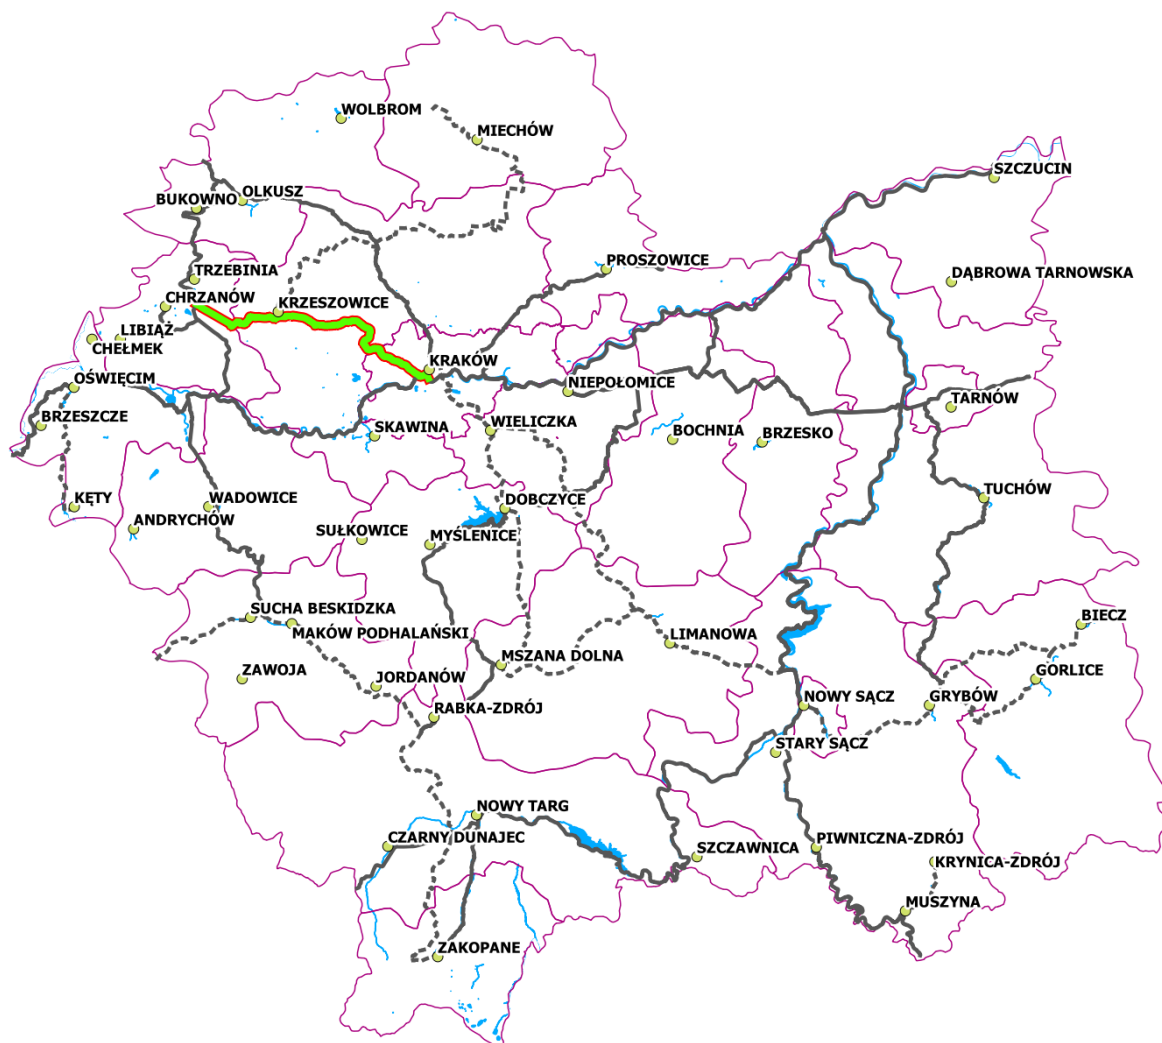 WOLBROM
MIECHÓW
SZCZUCIN
OLKUSZ
BUKOWNO
PROSZOWICE
TRZEBINIA
DĄBROWA TARNOWSKA
CHRZANÓW
KRZESZOWICE
LIBIĄŻ
CHEŁMEK
KRAKÓW
OŚWIĘCIM
NIEPOŁOMICE
TARNÓW
BRZESZCZE
SKAWINA
WIELICZKA
BOCHNIA
BRZESKO
KĘTY
WADOWICE
DOBCZYCE
TUCHÓW
ANDRYCHÓW
SUŁKOWICE
MYŚLENICE
SUCHA BESKIDZKA
BIECZ
MAKÓW PODHALAŃSKI
LIMANOWA
ZAWOJA
MSZANA DOLNA
GORLICE
JORDANÓW
RABKA-ZDRÓJ
NOWY SĄCZ
GRYBÓW
STARY SĄCZ
NOWY TARG
CZARNY DUNAJEC
SZCZAWNICA
PIWNICZNA-ZDRÓJ
KRYNICA-ZDRÓJ
MUSZYNA
ZAKOPANE